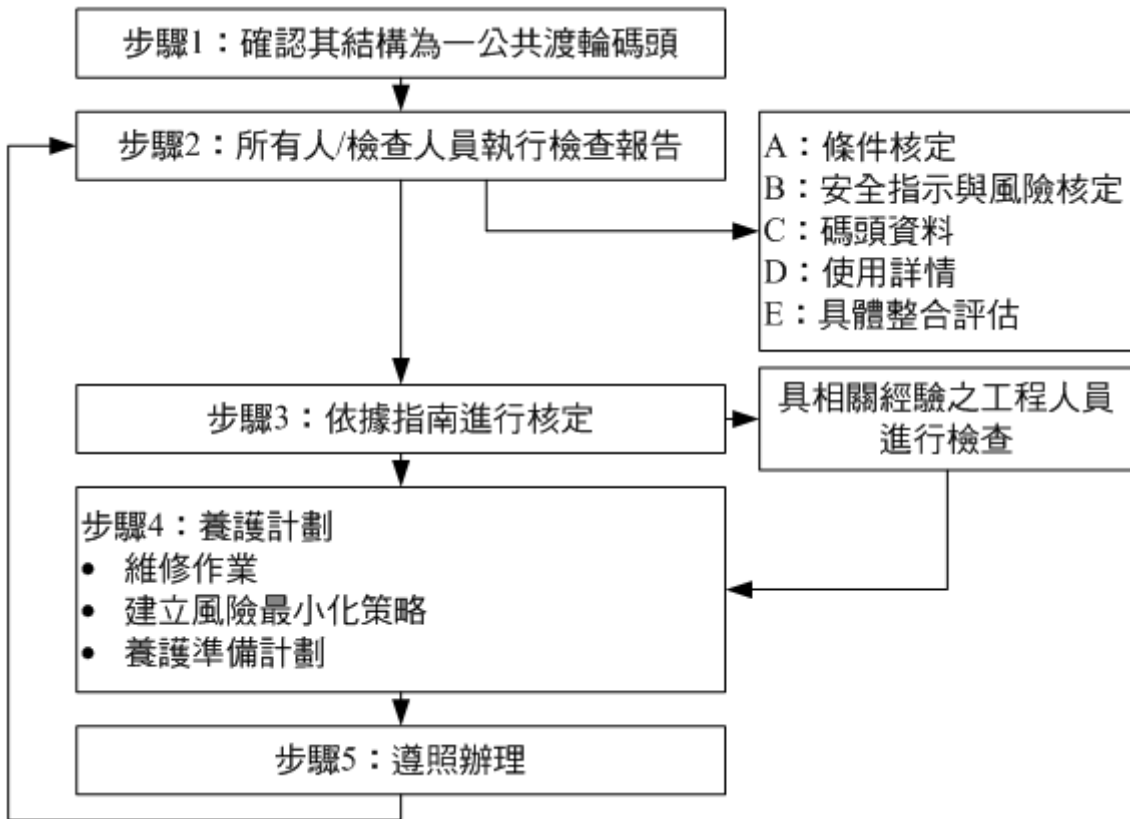 步驟1：確認其結構為一公共渡輪碼頭
步驟2：所有人/檢查人員執行檢查報告
A：條件核定
B：安全指示與風險核定
C：碼頭資料
D：使用詳情
E：具體整合評估
步驟3：依據指南進行核定
具相關經驗之工程人員
進行檢查
步驟4：養護計劃
• 維修作業
• 建立風險最小化策略
• 養護準備計劃
步驟5：遵照辦理